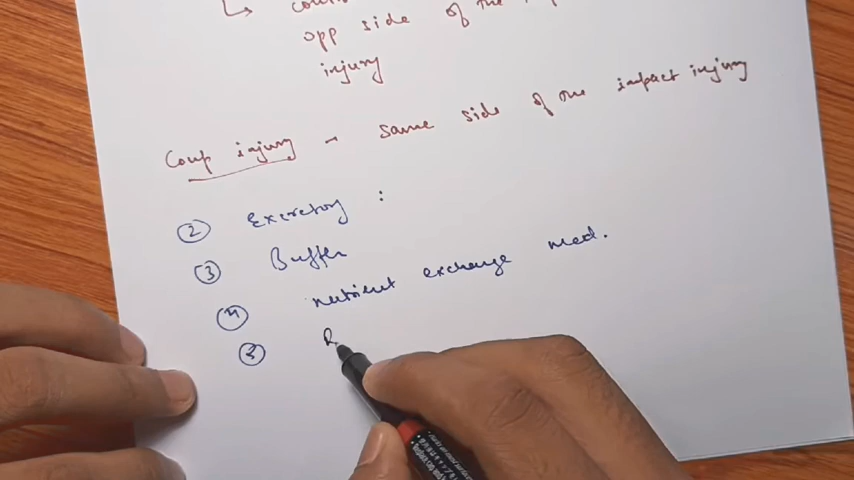 opp side of the
injury
Coup injury - same side of the impact injury
② Excretory :
③ Buffer
④ nutrient exchange med.
⑤ R